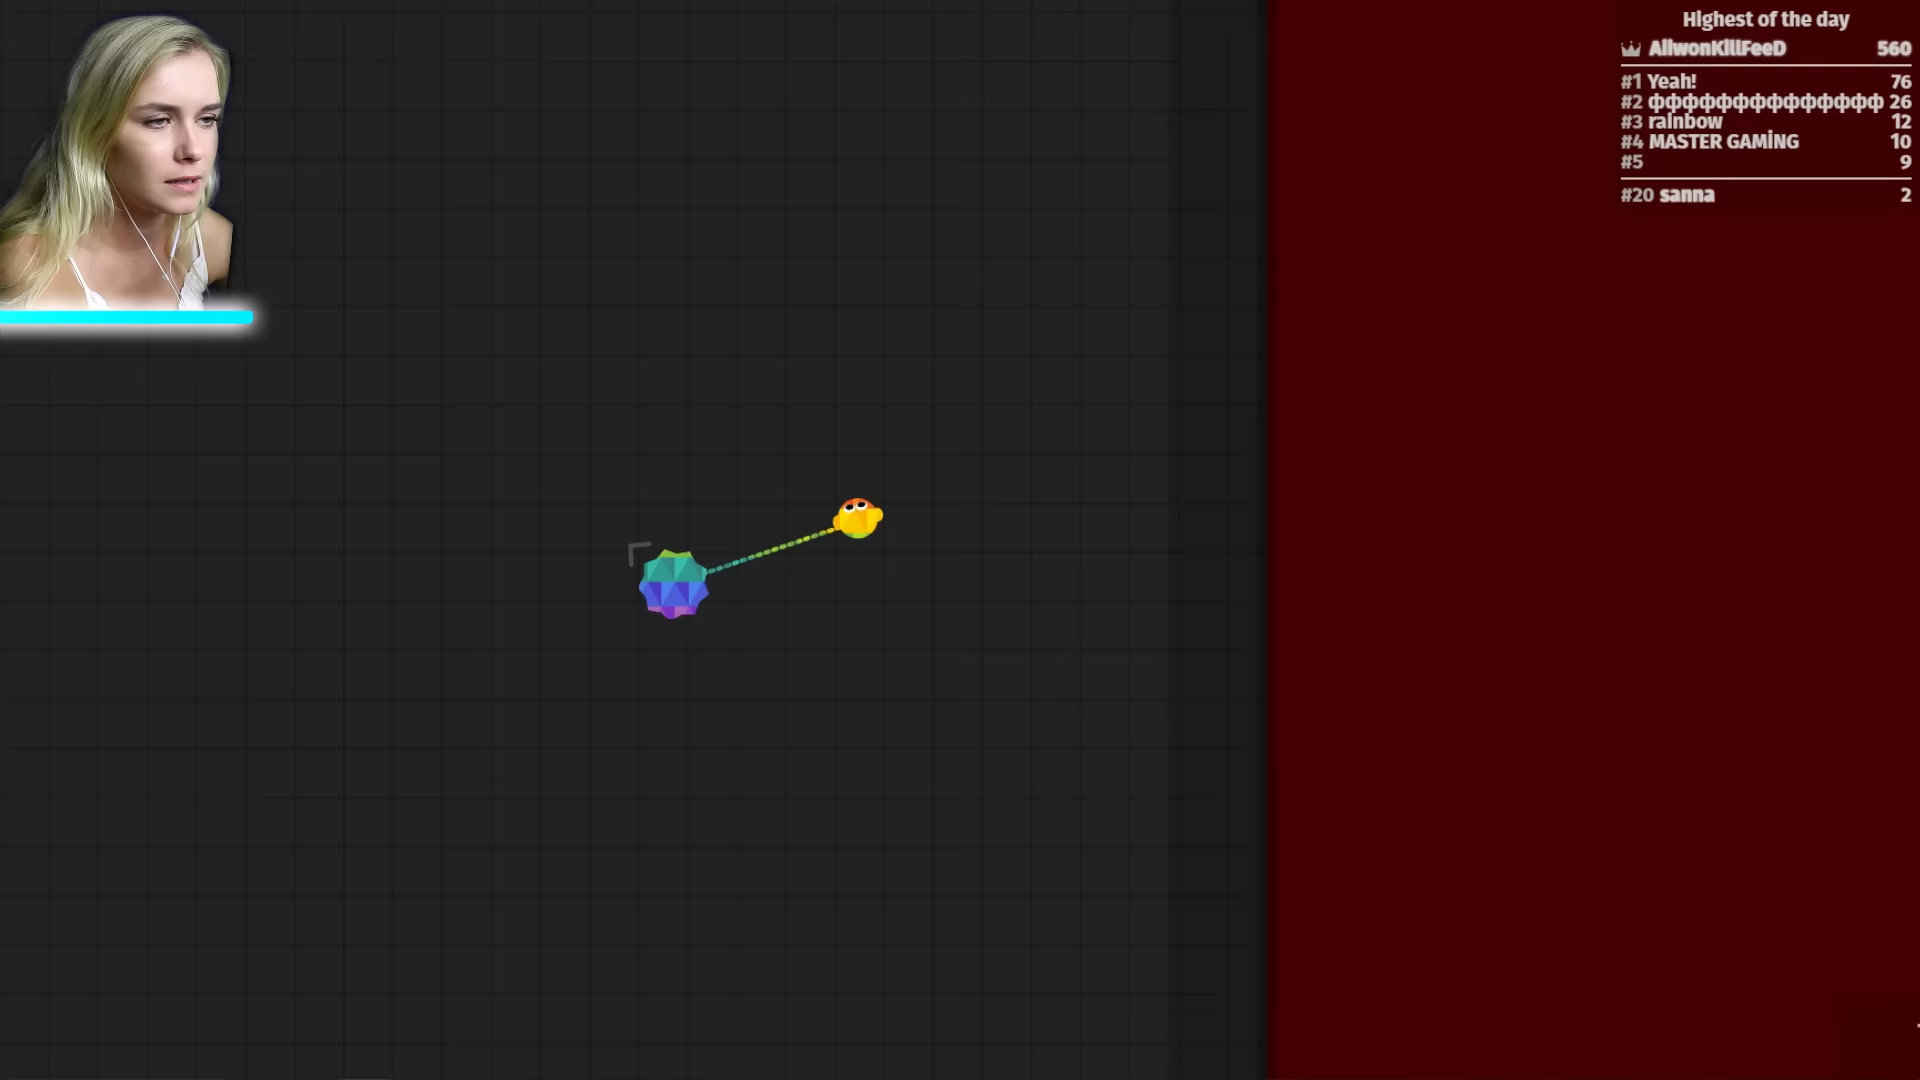 Highest of the day
AliwonKillFeeD 560
#1 Yeah! 76
#2 фффффффффффффф 26
#3 rainbow 12
#4 MASTER GAMİNG 10
#5 9
#20 sanna 2